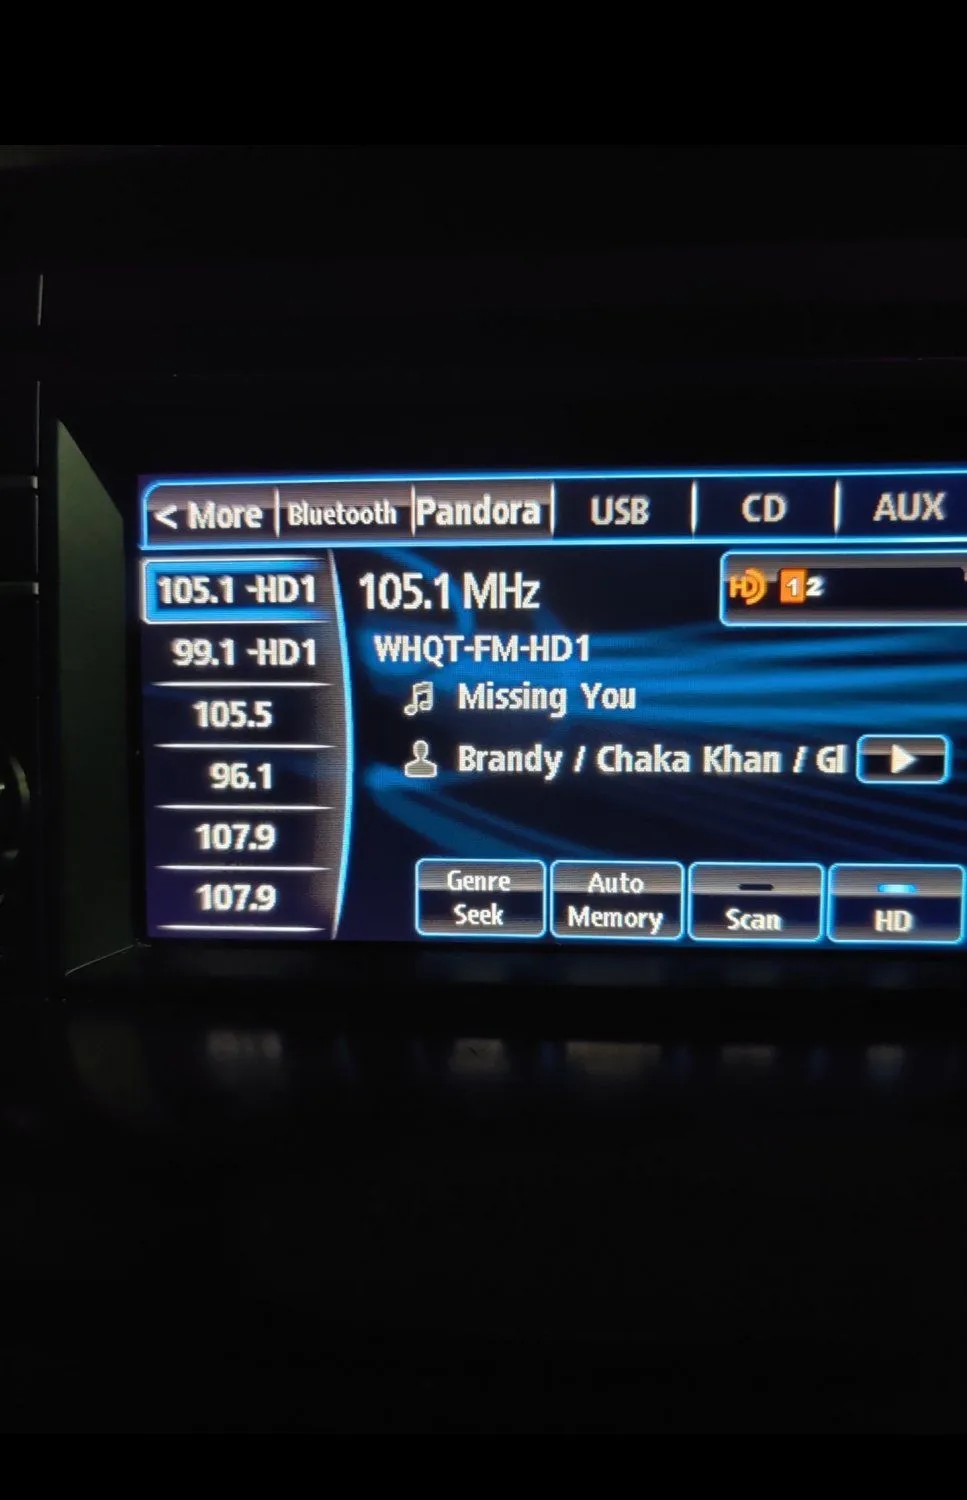 < More Bluetooth Pandora USB CD AUX
105.1 -HD1
99.1 -HD1
105.5
96.1
107.9
107.9
105.1 MHz
HD 1 2
WHQT-FM-HD1
Missing You
Brandy / Chaka Khan / Gl
Genre Seek
Auto Memory
Scan
HD